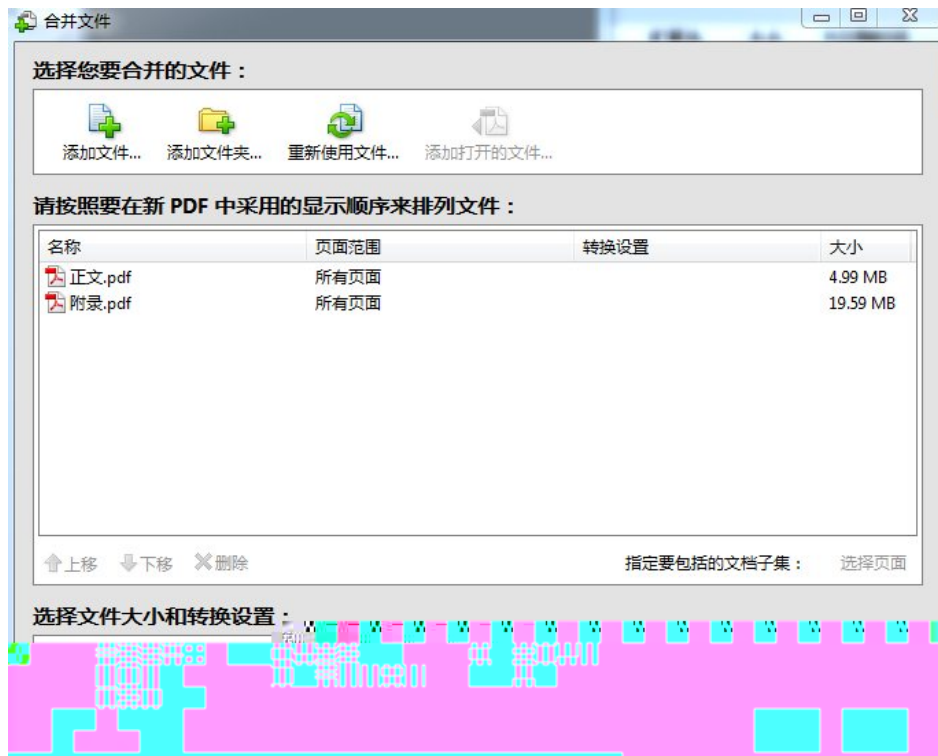 合并文件
选择您要合并的文件：
添加文件... 添加文件夹... 重新使用文件... 添加打开的文件...
请按照要在新 PDF 中采用的显示顺序来排列文件：
名称 页面范围 转换设置 大小
正文.pdf 所有页面 4.99 MB
附录.pdf 所有页面 19.59 MB
上移 下移 删除 指定要包括的文档子集： 选择页面
选择文件大小和转换设置：